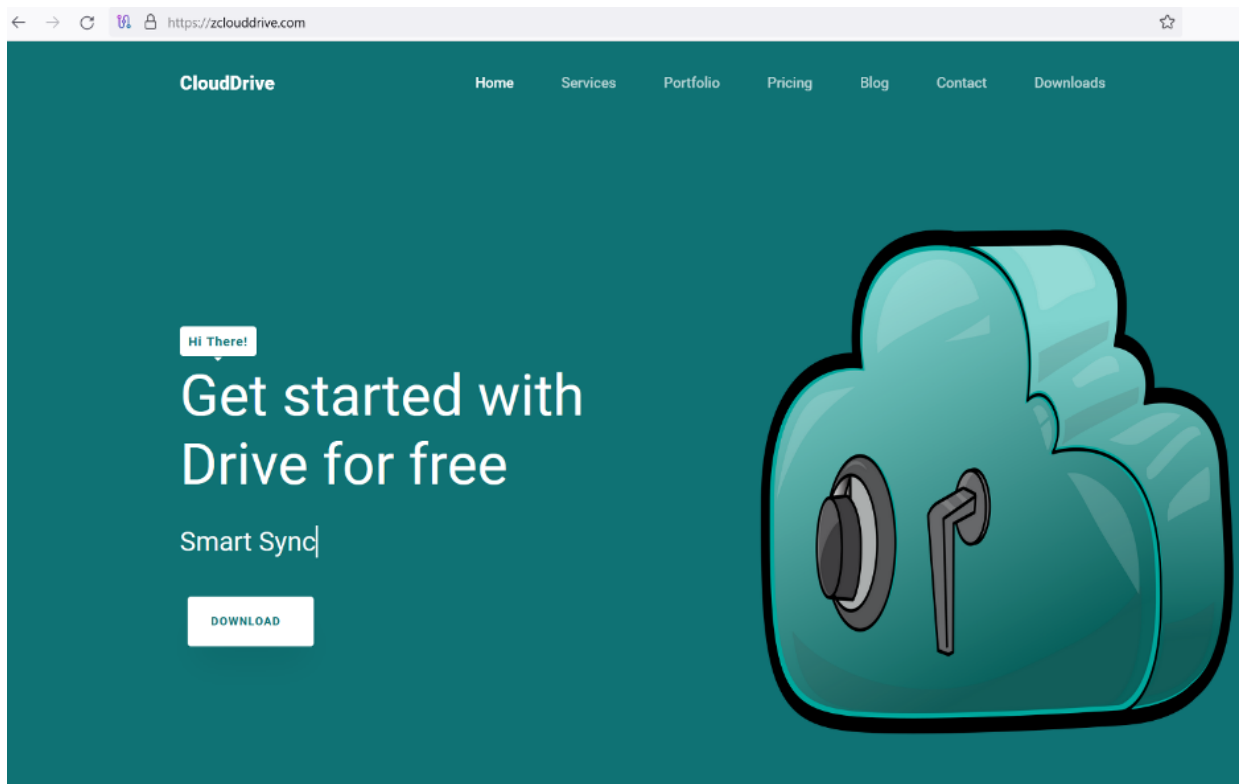 https://zclouddrive.com
CloudDrive Home Services Portfolio Pricing Blog Contact Downloads
Hi There!
Get started with
Drive for free
Smart Sync
DOWNLOAD